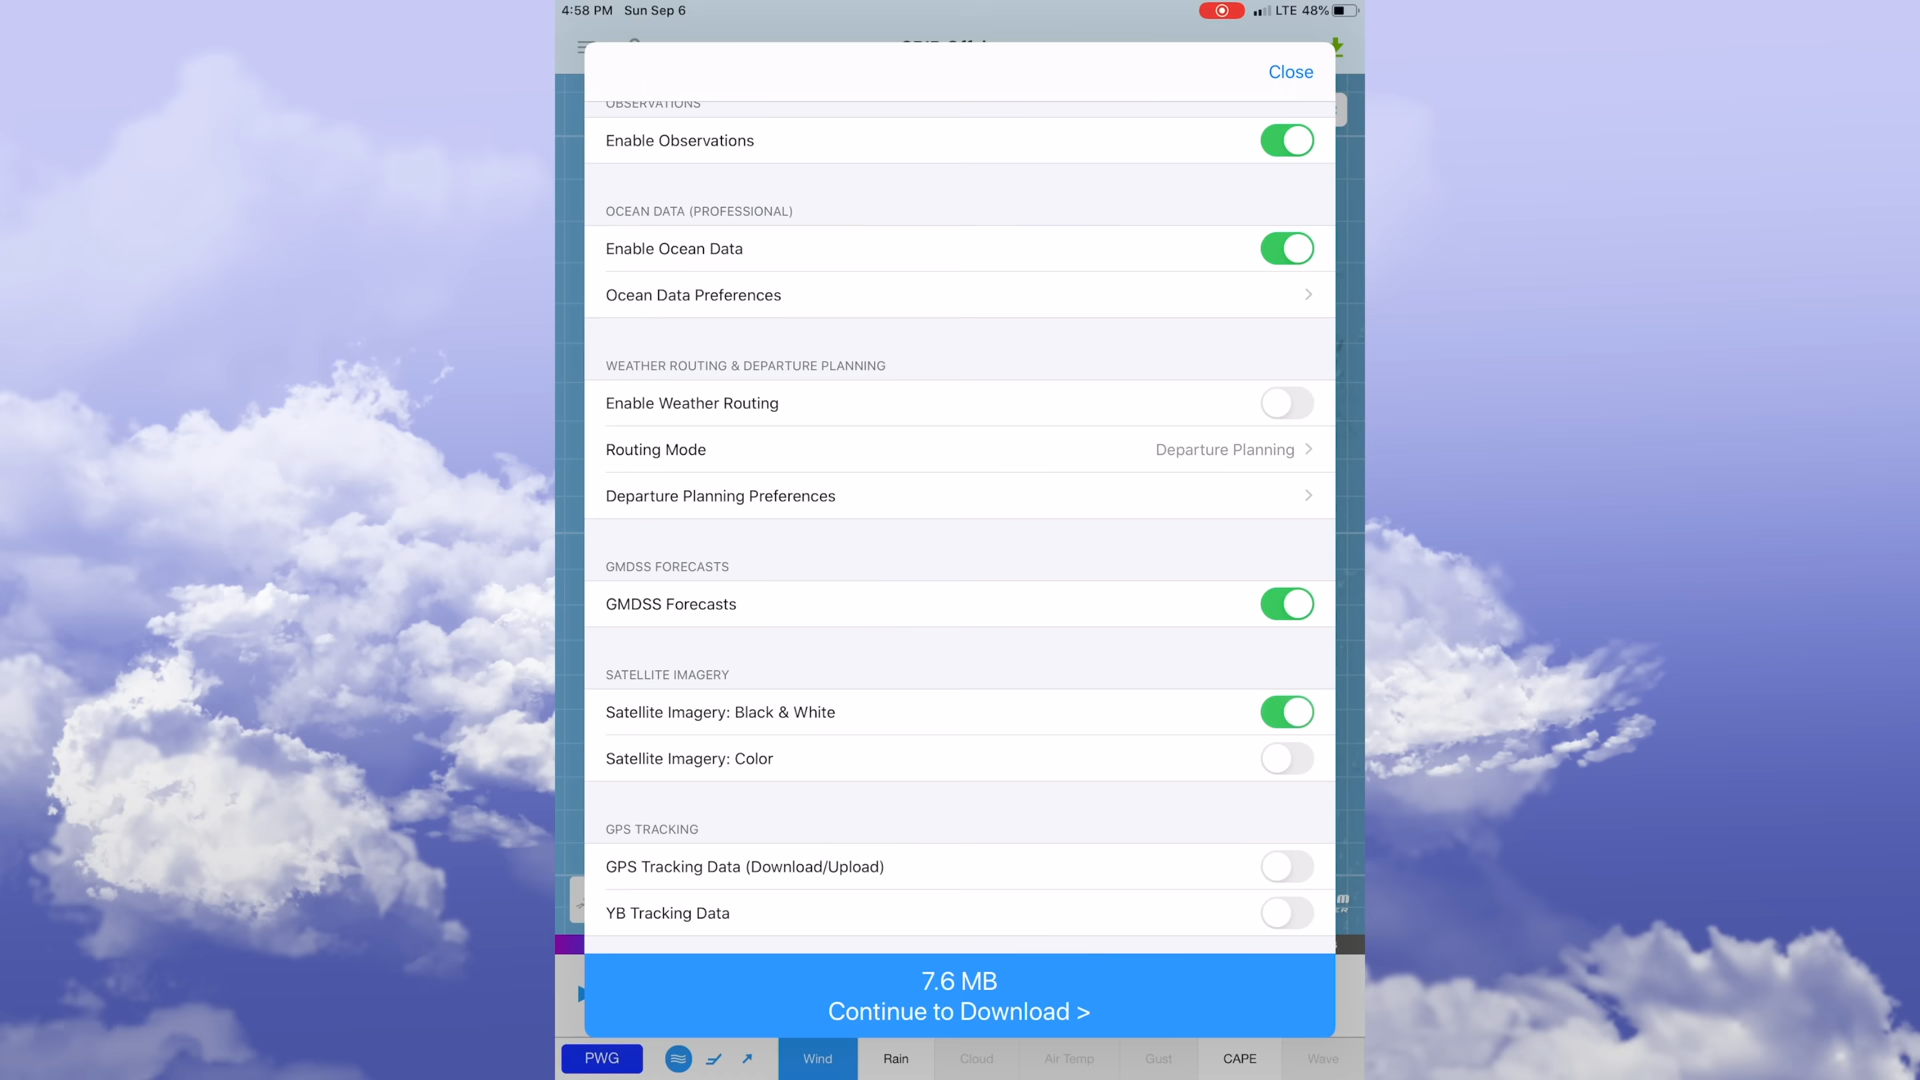 4:58 PM Sun Sep 6
LTE 48%
Close
OBSERVATIONS
Enable Observations
OCEAN DATA (PROFESSIONAL)
Enable Ocean Data
Ocean Data Preferences
WEATHER ROUTING & DEPARTURE PLANNING
Enable Weather Routing
Routing Mode Departure Planning
Departure Planning Preferences
GMDSS FORECASTS
GMDSS Forecasts
SATELLITE IMAGERY
Satellite Imagery: Black & White
Satellite Imagery: Color
GPS TRACKING
GPS Tracking Data (Download/Upload)
YB Tracking Data
7.6 MB
Continue to Download >
PWG Wind Rain Cloud Air Temp Gust CAPE Wave